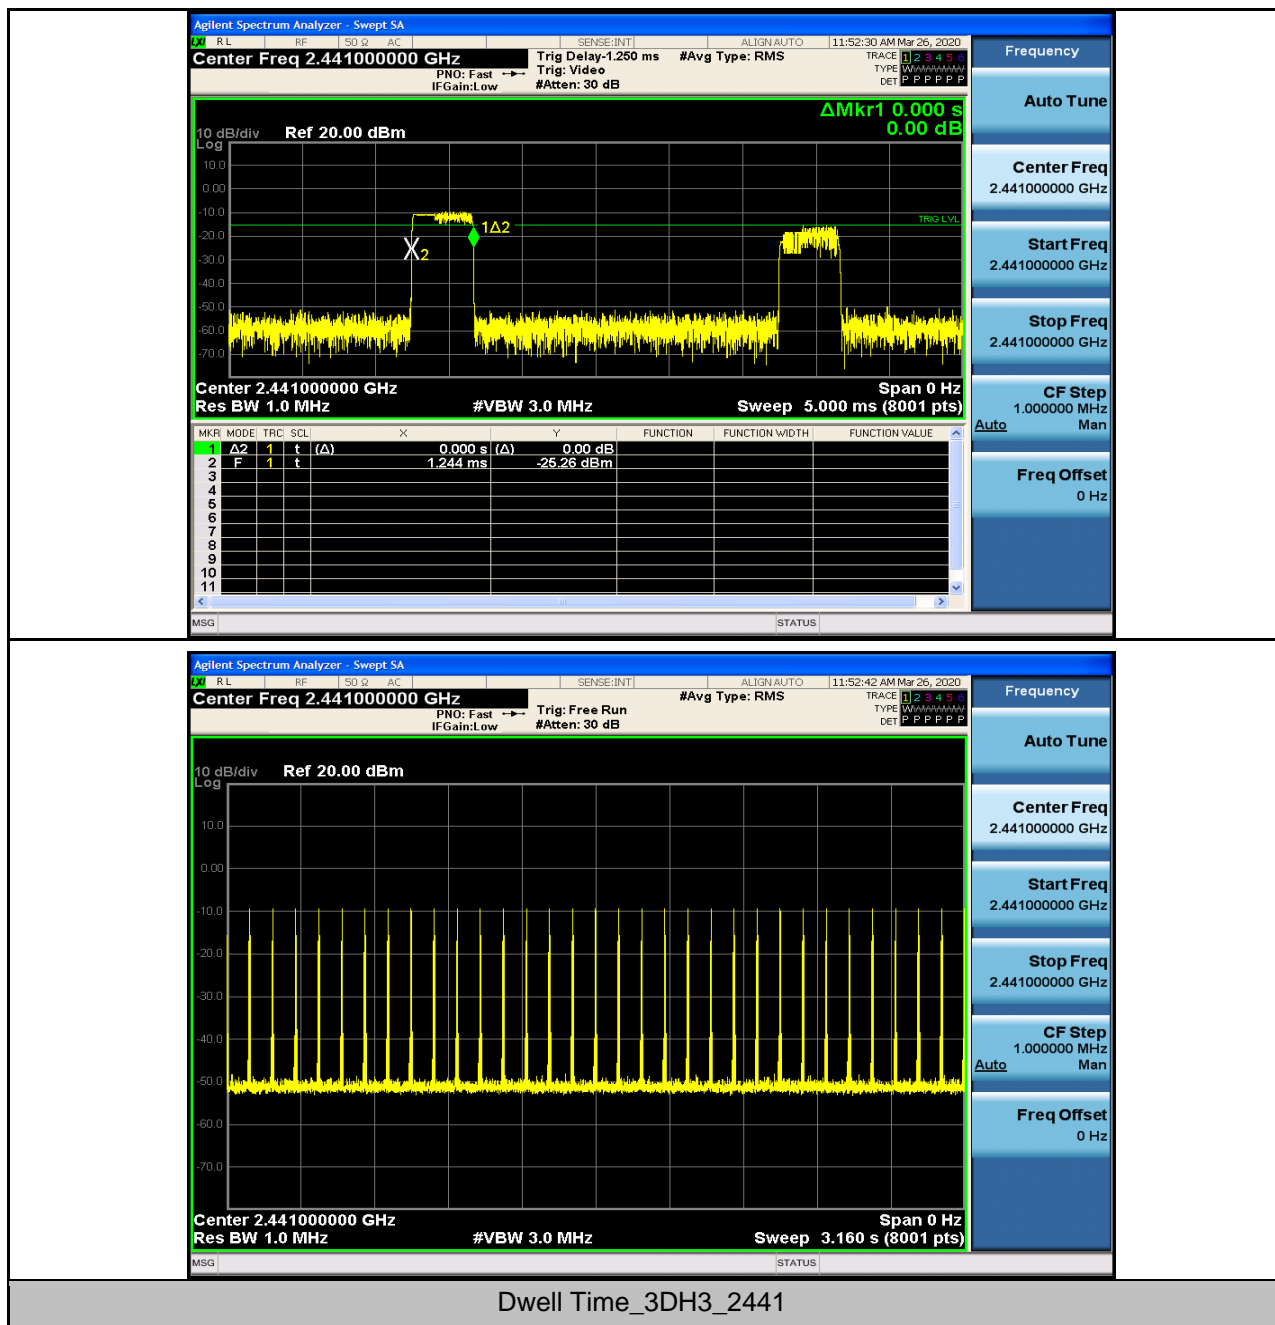 Agilent Spectrum Analyzer - Swept SA
LXI RL RF 50 Ω AC SENSE:INT ALIGN AUTO 11:52:30 AM Mar 26, 2020
Center Freq 2.441000000 GHz
PNO: Fast
IFGain:Low
Trig Delay-1.250 ms
Trig: Video
#Atten: 30 dB
#Avg Type: RMS
TRACE 1 2 3 4 5 6
TYPE WWWWWW
DET P P P P P P
ΔMkr1 0.000 s
0.00 dB
10 dB/div Ref 20.00 dBm
Log
10.0
0.00
-10.0
TRIG LVL
-20.0
1Δ2
X2
-30.0
-40.0
-50.0
-60.0
-70.0
Center 2.441000000 GHz Span 0 Hz
Res BW 1.0 MHz #VBW 3.0 MHz Sweep 5.000 ms (8001 pts)
MKR MODE TRC SCL X Y FUNCTION FUNCTION WIDTH FUNCTION VALUE
1 Δ2 1 t (Δ) 0.000 s (Δ) 0.00 dB
2 F 1 t 1.244 ms -25.26 dBm
3
4
5
6
7
8
9
10
11
MSG STATUS
Frequency
Auto Tune
Center Freq
2.441000000 GHz
Start Freq
2.441000000 GHz
Stop Freq
2.441000000 GHz
CF Step
1.000000 MHz
Auto Man
Freq Offset
0 Hz
Agilent Spectrum Analyzer - Swept SA
LXI RL RF 50 Ω AC SENSE:INT ALIGN AUTO 11:52:42 AM Mar 26, 2020
Center Freq 2.441000000 GHz
PNO: Fast
IFGain:Low
Trig: Free Run
#Atten: 30 dB
#Avg Type: RMS
TRACE 1 2 3 4 5 6
TYPE WWWWWW
DET P P P P P P
10 dB/div Ref 20.00 dBm
Log
10.0
0.00
-10.0
-20.0
-30.0
-40.0
-50.0
-60.0
-70.0
Center 2.441000000 GHz Span 0 Hz
Res BW 1.0 MHz #VBW 3.0 MHz Sweep 3.160 s (8001 pts)
MSG STATUS
Frequency
Auto Tune
Center Freq
2.441000000 GHz
Start Freq
2.441000000 GHz
Stop Freq
2.441000000 GHz
CF Step
1.000000 MHz
Auto Man
Freq Offset
0 Hz
Dwell Time_3DH3_2441